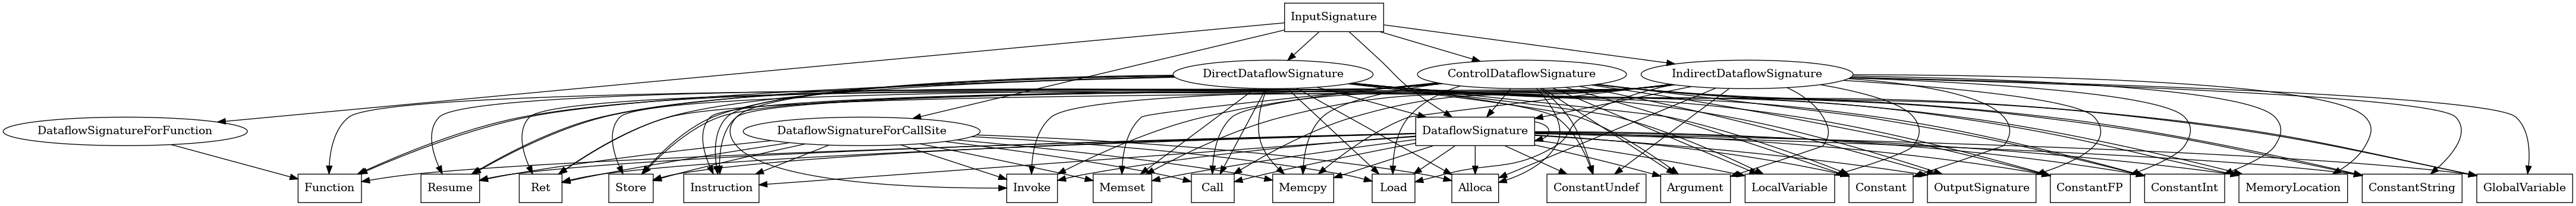 InputSignature
DirectDataflowSignature
ControlDataflowSignature
IndirectDataflowSignature
DataflowSignatureForFunction
DataflowSignatureForCallSite
DataflowSignature
Function
Resume
Ret
Store
Instruction
Invoke
Memset
Call
Memcpy
Load
Alloca
ConstantUndef
Argument
LocalVariable
Constant
OutputSignature
ConstantFP
ConstantInt
MemoryLocation
ConstantString
GlobalVariable